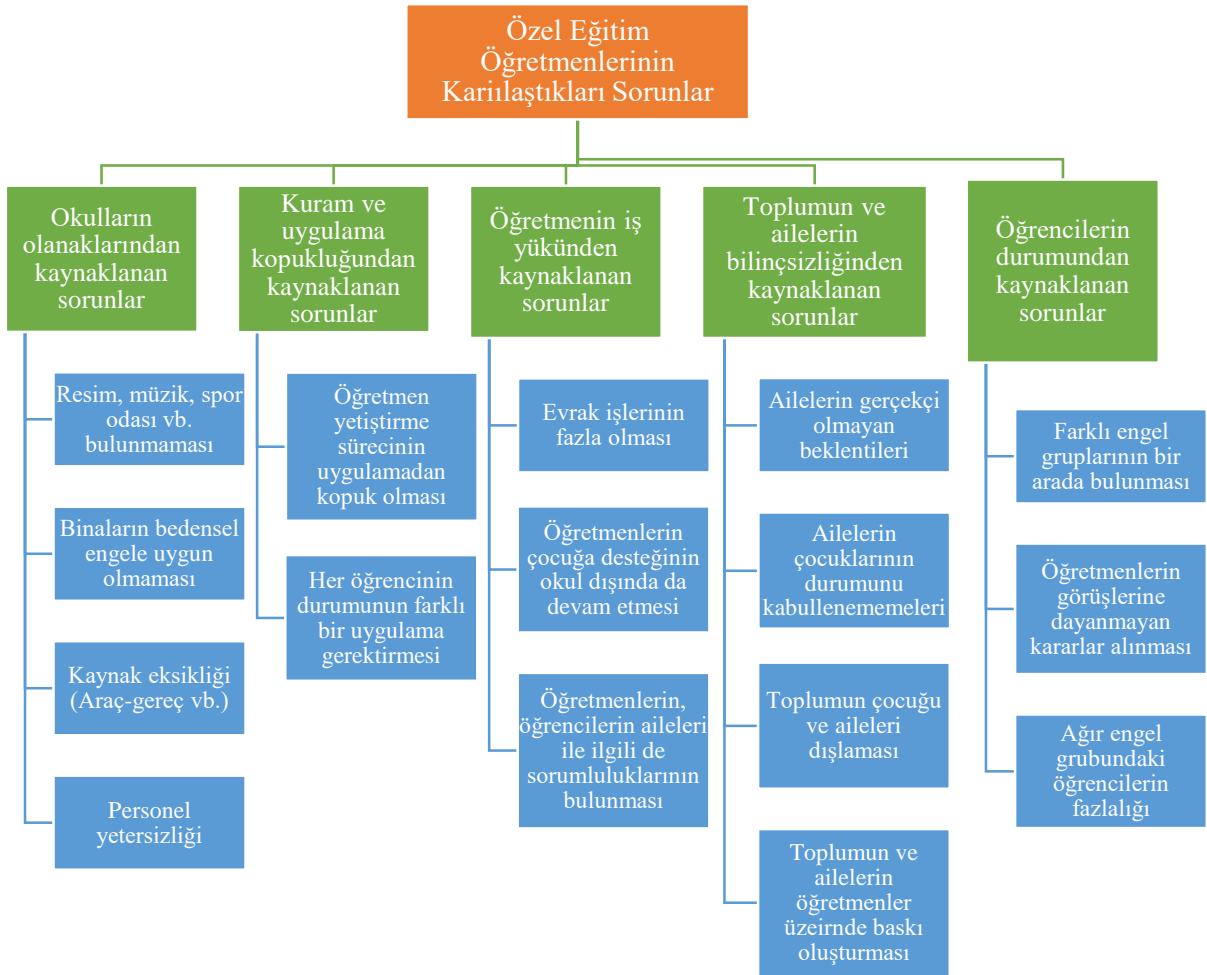 Özel Eğitim
Öğretmenlerinin
Kariılaştıkları Sorunlar
Okulların
olanaklarından
kaynaklanan
sorunlar
Kuram ve
uygulama
kopukluğundan
kaynaklanan
sorunlar
Öğretmenin iş
yükünden
kaynaklanan
sorunlar
Toplumun ve
ailelerin
bilinçsizliğinden
kaynaklanan
sorunlar
Öğrencilerin
durumundan
kaynaklanan
sorunlar
Resim, müzik, spor
odası vb.
bulunmaması
Binaların bedensel
engele uygun
olmaması
Kaynak eksikliği
(Araç-gereç vb.)
Personel
yetersizliği
Öğretmen
yetiştirme
sürecinin
uygulamadan
kopuk olması
Her öğrencinin
durumunun farklı
bir uygulama
gerektirmesi
Evrak işlerinin
fazla olması
Öğretmenlerin
çocuğa desteğinin
okul dışında da
devam etmesi
Öğretmenlerin,
öğrencilerin aileleri
ile ilgili de
sorumluluklarının
bulunması
Ailelerin gerçekçi
olmayan
beklentileri
Ailelerin
çocuklarının
durumunu
kabullenememeleri
Toplumun çocuğu
ve aileleri
dışlaması
Toplumun ve
ailelerin
öğretmenler
üzeirnde baskı
oluşturması
Farklı engel
gruplarının bir
arada bulunması
Öğretmenlerin
görüşlerine
dayanmayan
kararlar alınması
Ağır engel
grubundaki
öğrencilerin
fazlalığı